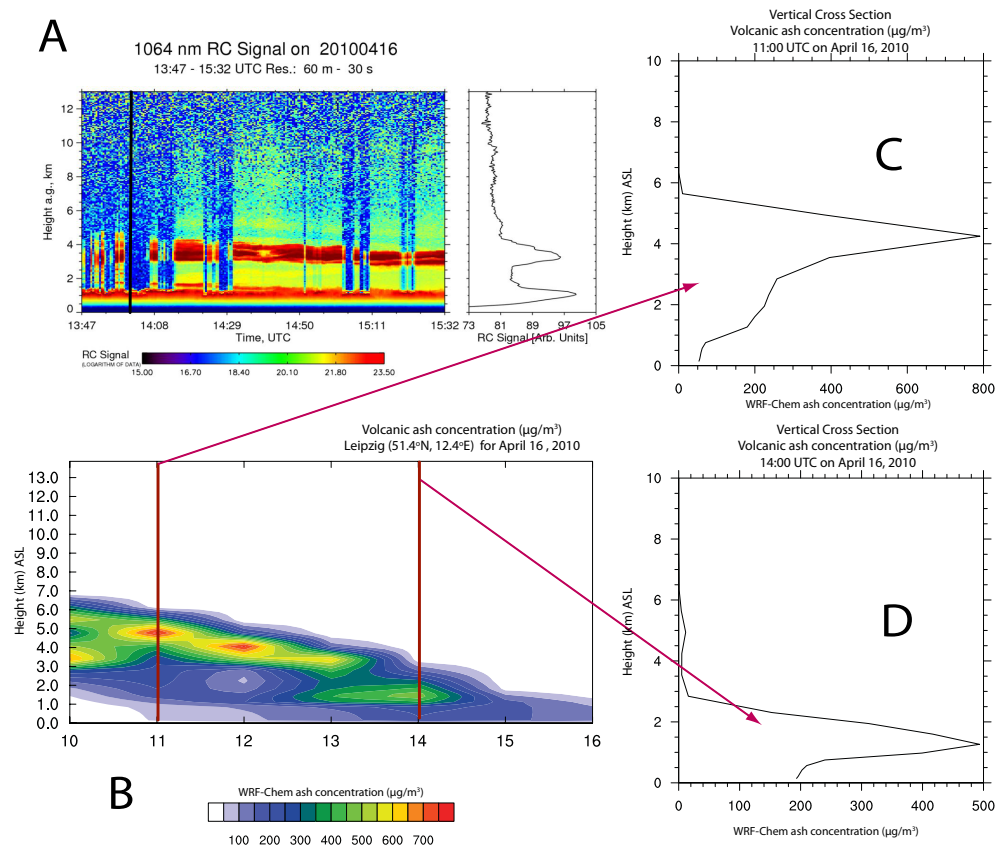 A
1064 nm RC Signal on 20100416
13:47 - 15:32 UTC Res.: 60 m - 30 s
Height a.g., km
12
10
8
6
4
2
0
13:47 14:08 14:29 14:50 15:11 15:32
Time, UTC
73 81 89 97 105
RC Signal [Arb. Units]
RC Signal
(LOGARITHM OF DATA)
15.00 16.70 18.40 20.10 21.80 23.50
Vertical Cross Section
Volcanic ash concentration (µg/m³)
11:00 UTC on April 16, 2010
C
Height (km) ASL
10
8
6
4
2
0
0 200 400 600 800
WRF-Chem ash concentration (µg/m³)
Volcanic ash concentration (µg/m³)
Leipzig (51.4ºN, 12.4ºE) for April 16 , 2010
Height (km) ASL
13.0
12.0
11.0
10.0
9.0
8.0
7.0
6.0
5.0
4.0
3.0
2.0
1.0
0.0
10 11 12 13 14 15 16
B
WRF-Chem ash concentration (µg/m³)
100 200 300 400 500 600 700
Vertical Cross Section
Volcanic ash concentration (µg/m³)
14:00 UTC on April 16, 2010
D
Height (km) ASL
10
8
6
4
2
0
0 100 200 300 400 500
WRF-Chem ash concentration (µg/m³)